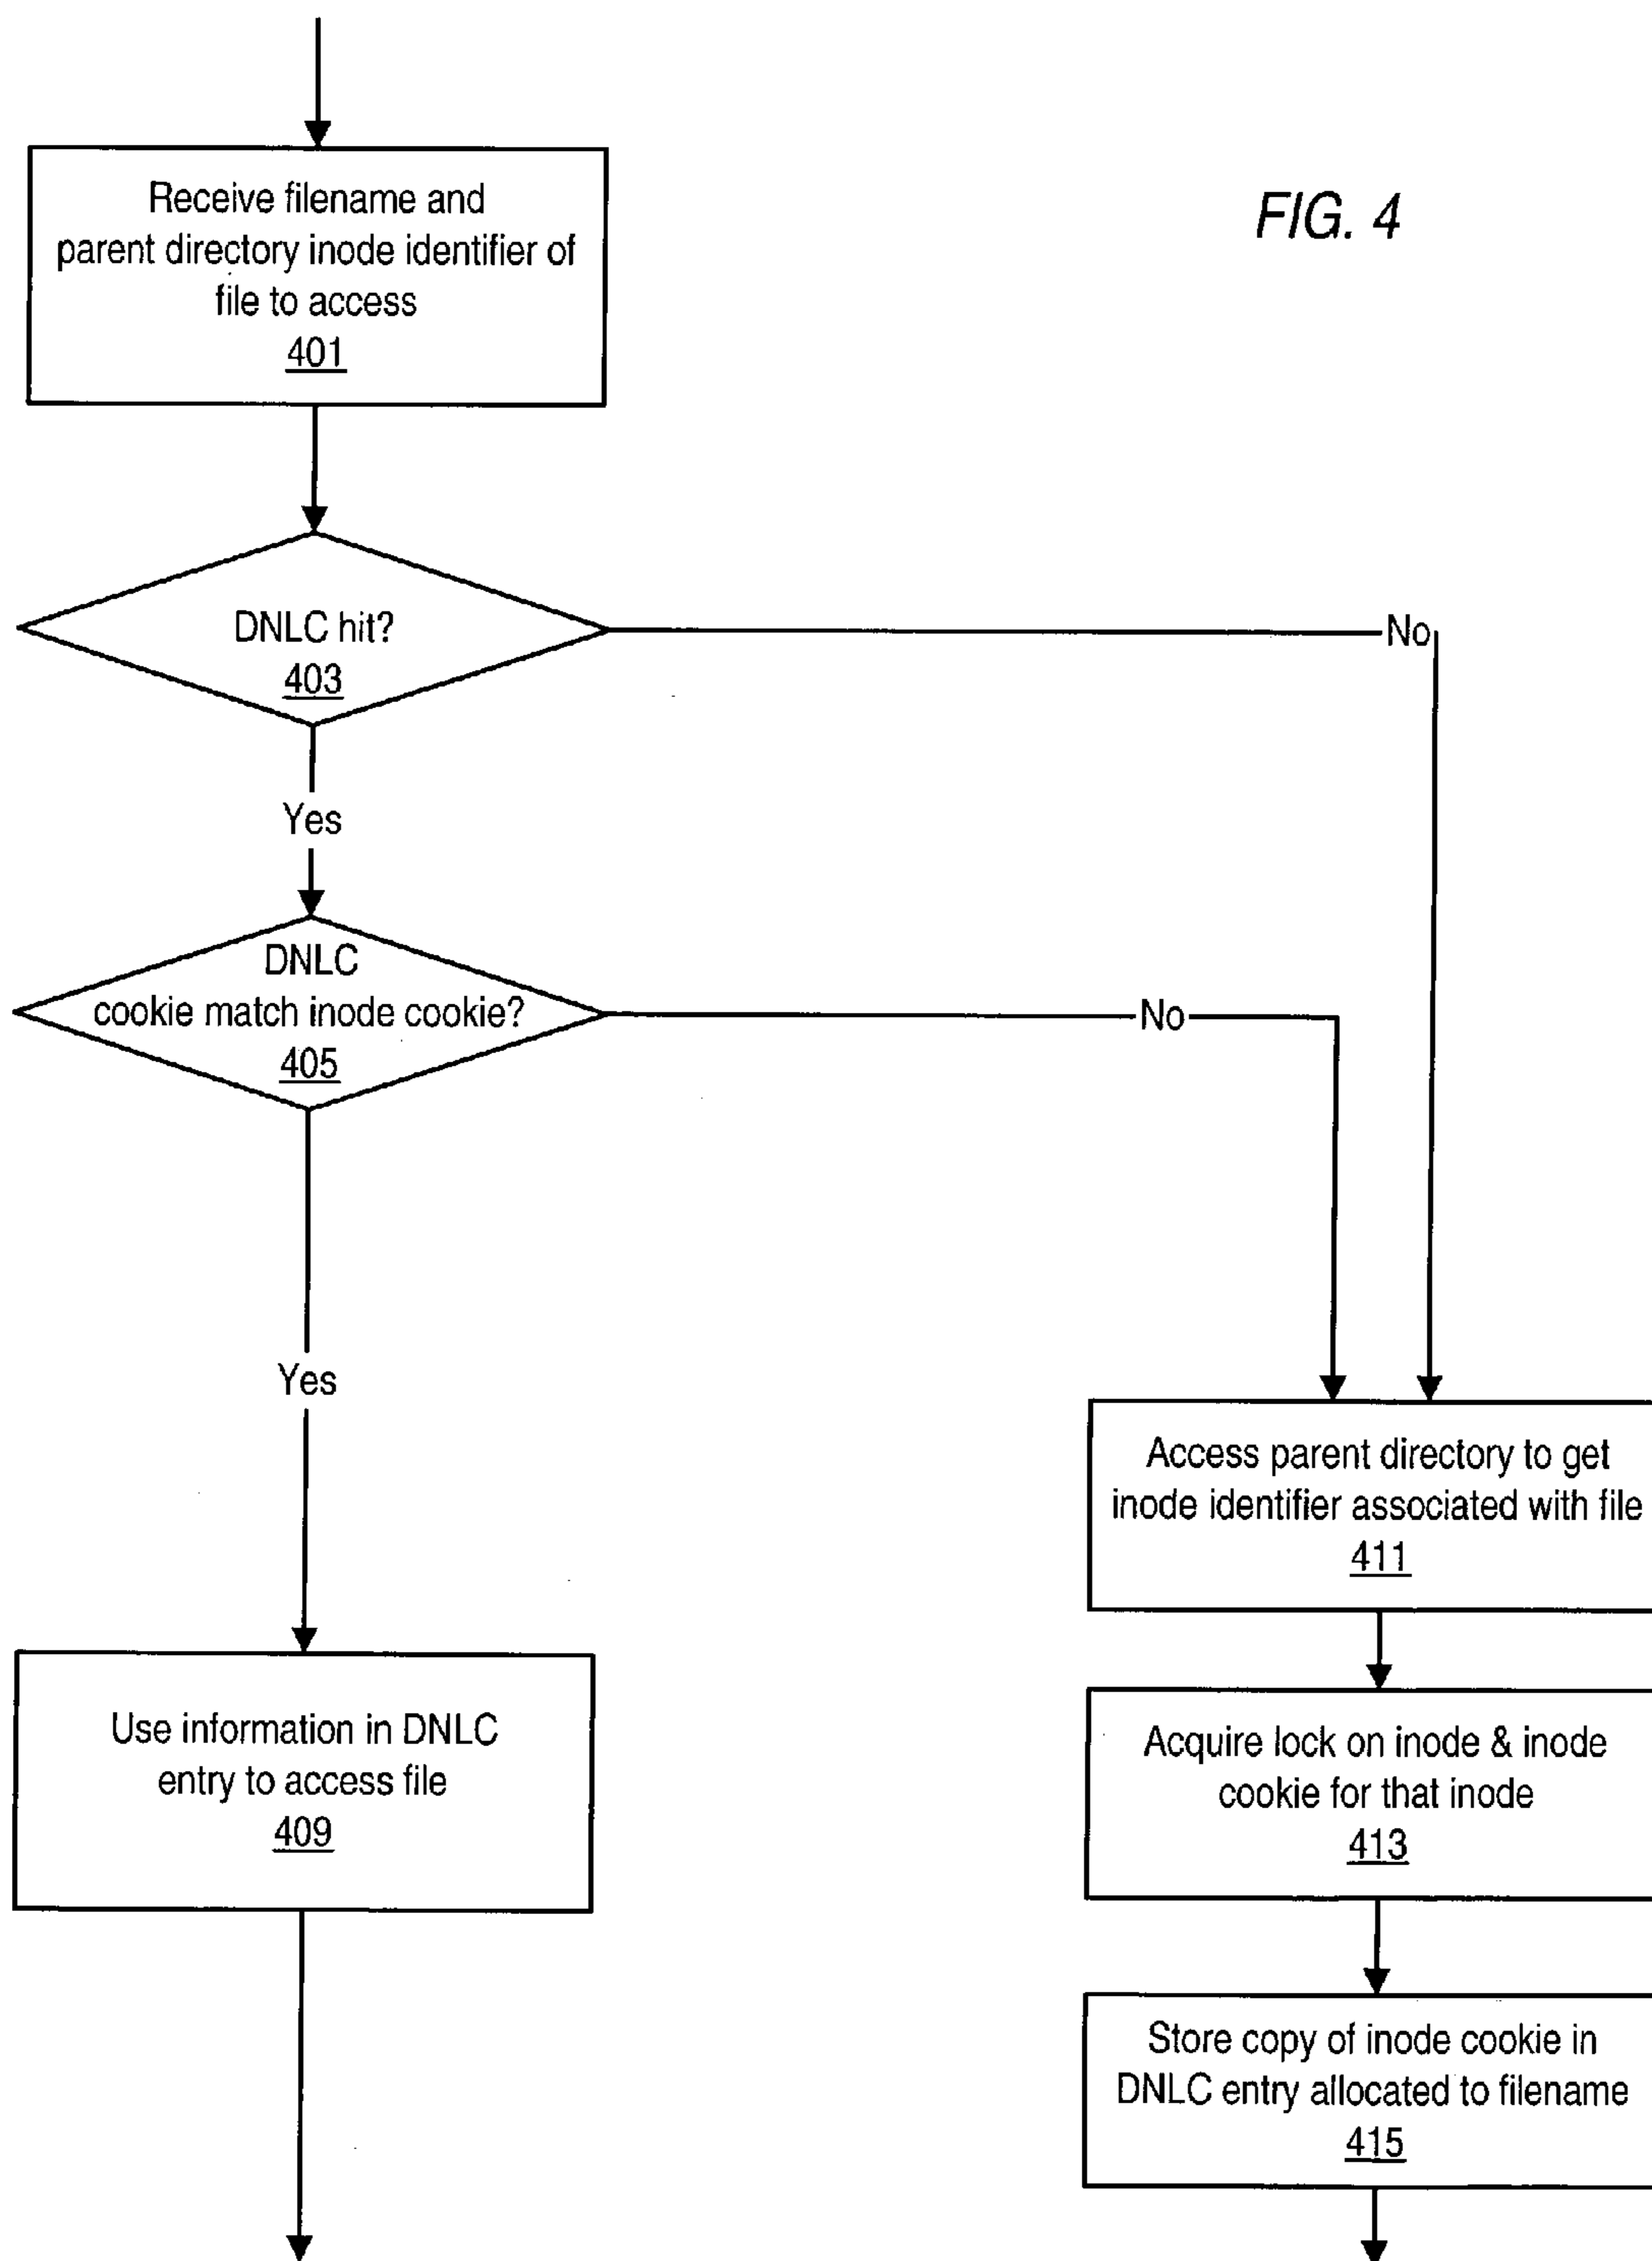 FIG. 4
Receive filename and
parent directory inode identifier of
file to access
401
DNLC hit?
403
No
Yes
DNLC
cookie match inode cookie?
405
No
Yes
Access parent directory to get
inode identifier associated with file
411
Use information in DNLC
entry to access file
409
Acquire lock on inode & inode
cookie for that inode
413
Store copy of inode cookie in
DNLC entry allocated to filename
415